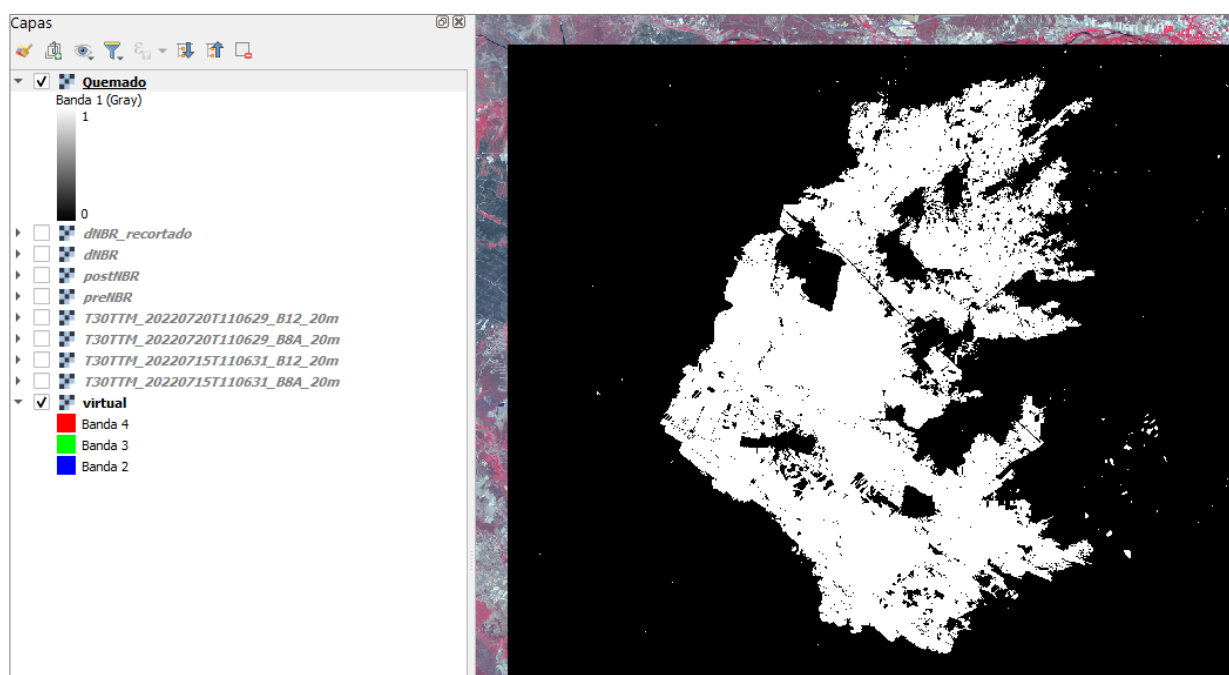 Capas
Quemado
Banda 1 (Gray)
1
0
dNBR_recortado
dNBR
postNBR
preNBR
T30TTM_20220720T110629_B12_20m
T30TTM_20220720T110629_B8A_20m
T30TTM_20220715T110631_B12_20m
T30TTM_20220715T110631_B8A_20m
virtual
Banda 4
Banda 3
Banda 2